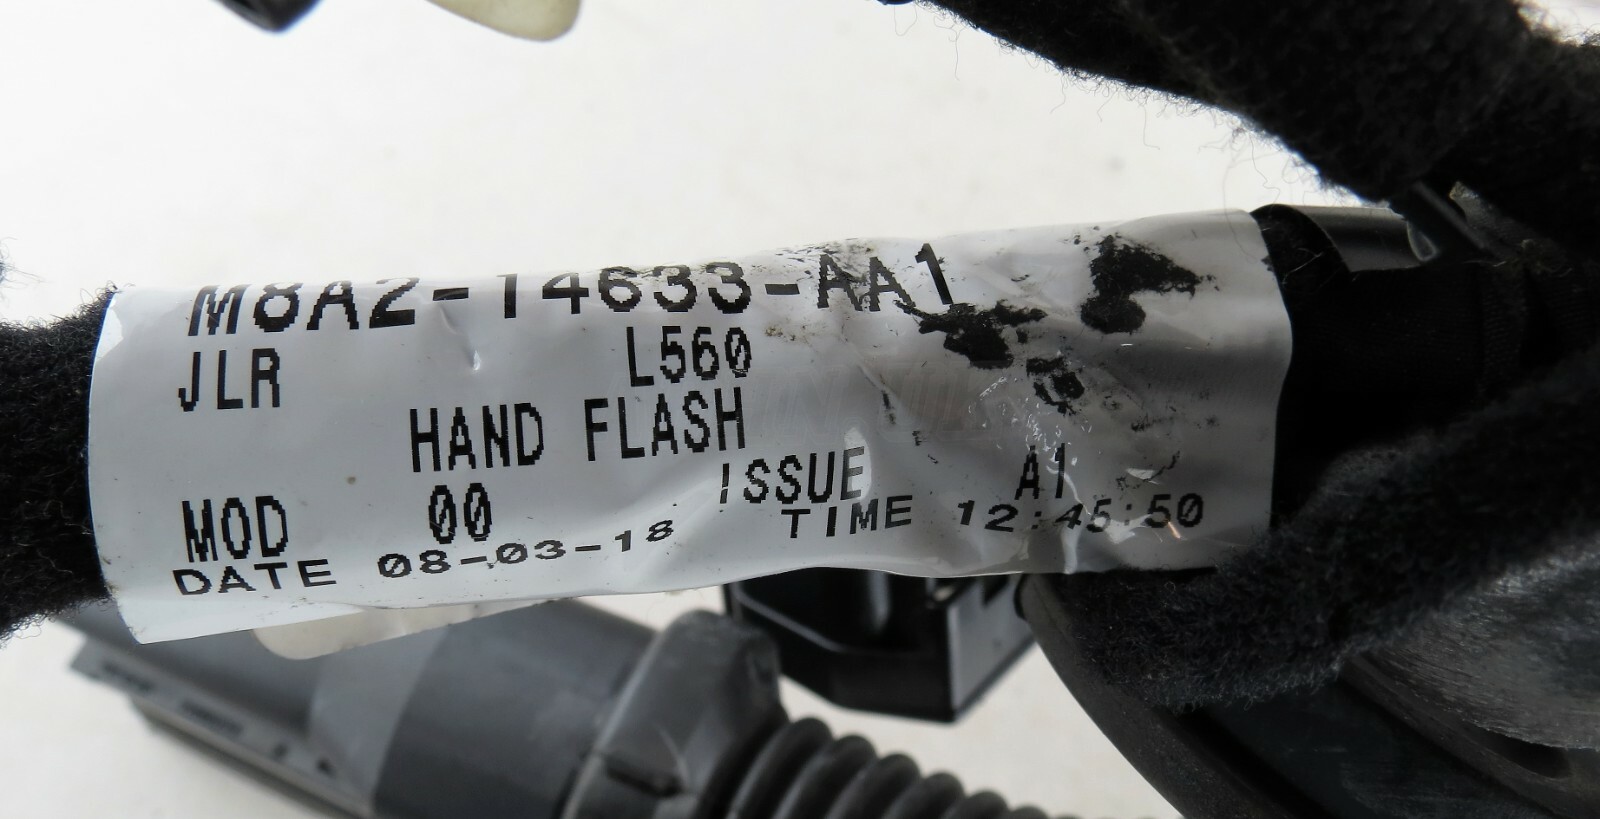 M8A2-14633-AA1
JLR L560
HAND FLASH
ISSUE A1
MOD 00
TIME 12:45:50
DATE 08-03-18